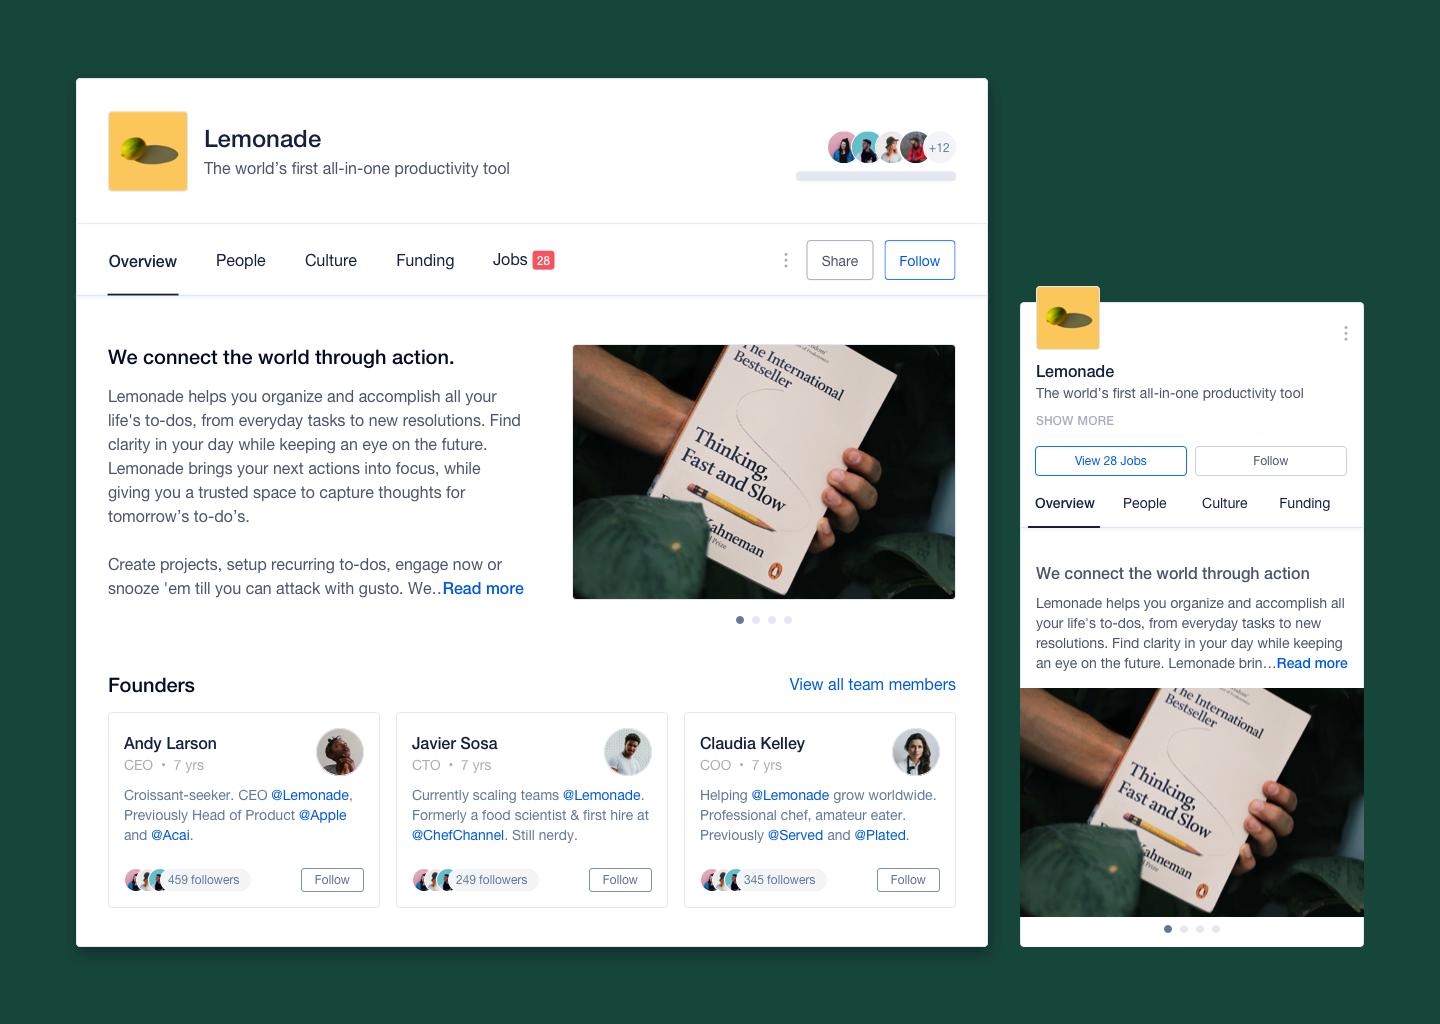 Lemonade
The world's first all-in-one productivity tool
+12
Overview
People
Culture
Funding
Jobs 28
Share
Follow
We connect the world through action.
Lemonade helps you organize and accomplish all your
life's to-dos, from everyday tasks to new resolutions. Find
clarity in your day while keeping an eye on the future.
Lemonade brings your next actions into focus, while
giving you a trusted space to capture thoughts for
tomorrow's to-do's.
Create projects, setup recurring to-dos, engage now or
snooze 'em till you can attack with gusto. We..Read more
The International
Bestseller
Thinking,
Fast and Slow
Kahneman
Prize
Founders
View all team members
Andy Larson
CEO • 7 yrs
Croissant-seeker. CEO @Lemonade,
Previously Head of Product @Apple
and @Acai.
459 followers
Follow
Javier Sosa
CTO • 7 yrs
Currently scaling teams @Lemonade.
Formerly a food scientist & first hire at
@ChefChannel. Still nerdy.
249 followers
Follow
Claudia Kelley
COO • 7 yrs
Helping @Lemonade grow worldwide.
Professional chef, amateur eater.
Previously @Served and @Plated.
345 followers
Follow
Lemonade
The world's first all-in-one productivity tool
SHOW MORE
View 28 Jobs
Follow
Overview
People
Culture
Funding
We connect the world through action
Lemonade helps you organize and accomplish all
your life's to-dos, from everyday tasks to new
resolutions. Find clarity in your day while keeping
an eye on the future. Lemonade brin...Read more
The International
Bestseller
Thinking,
Fast and Slow
Kahneman
Prize